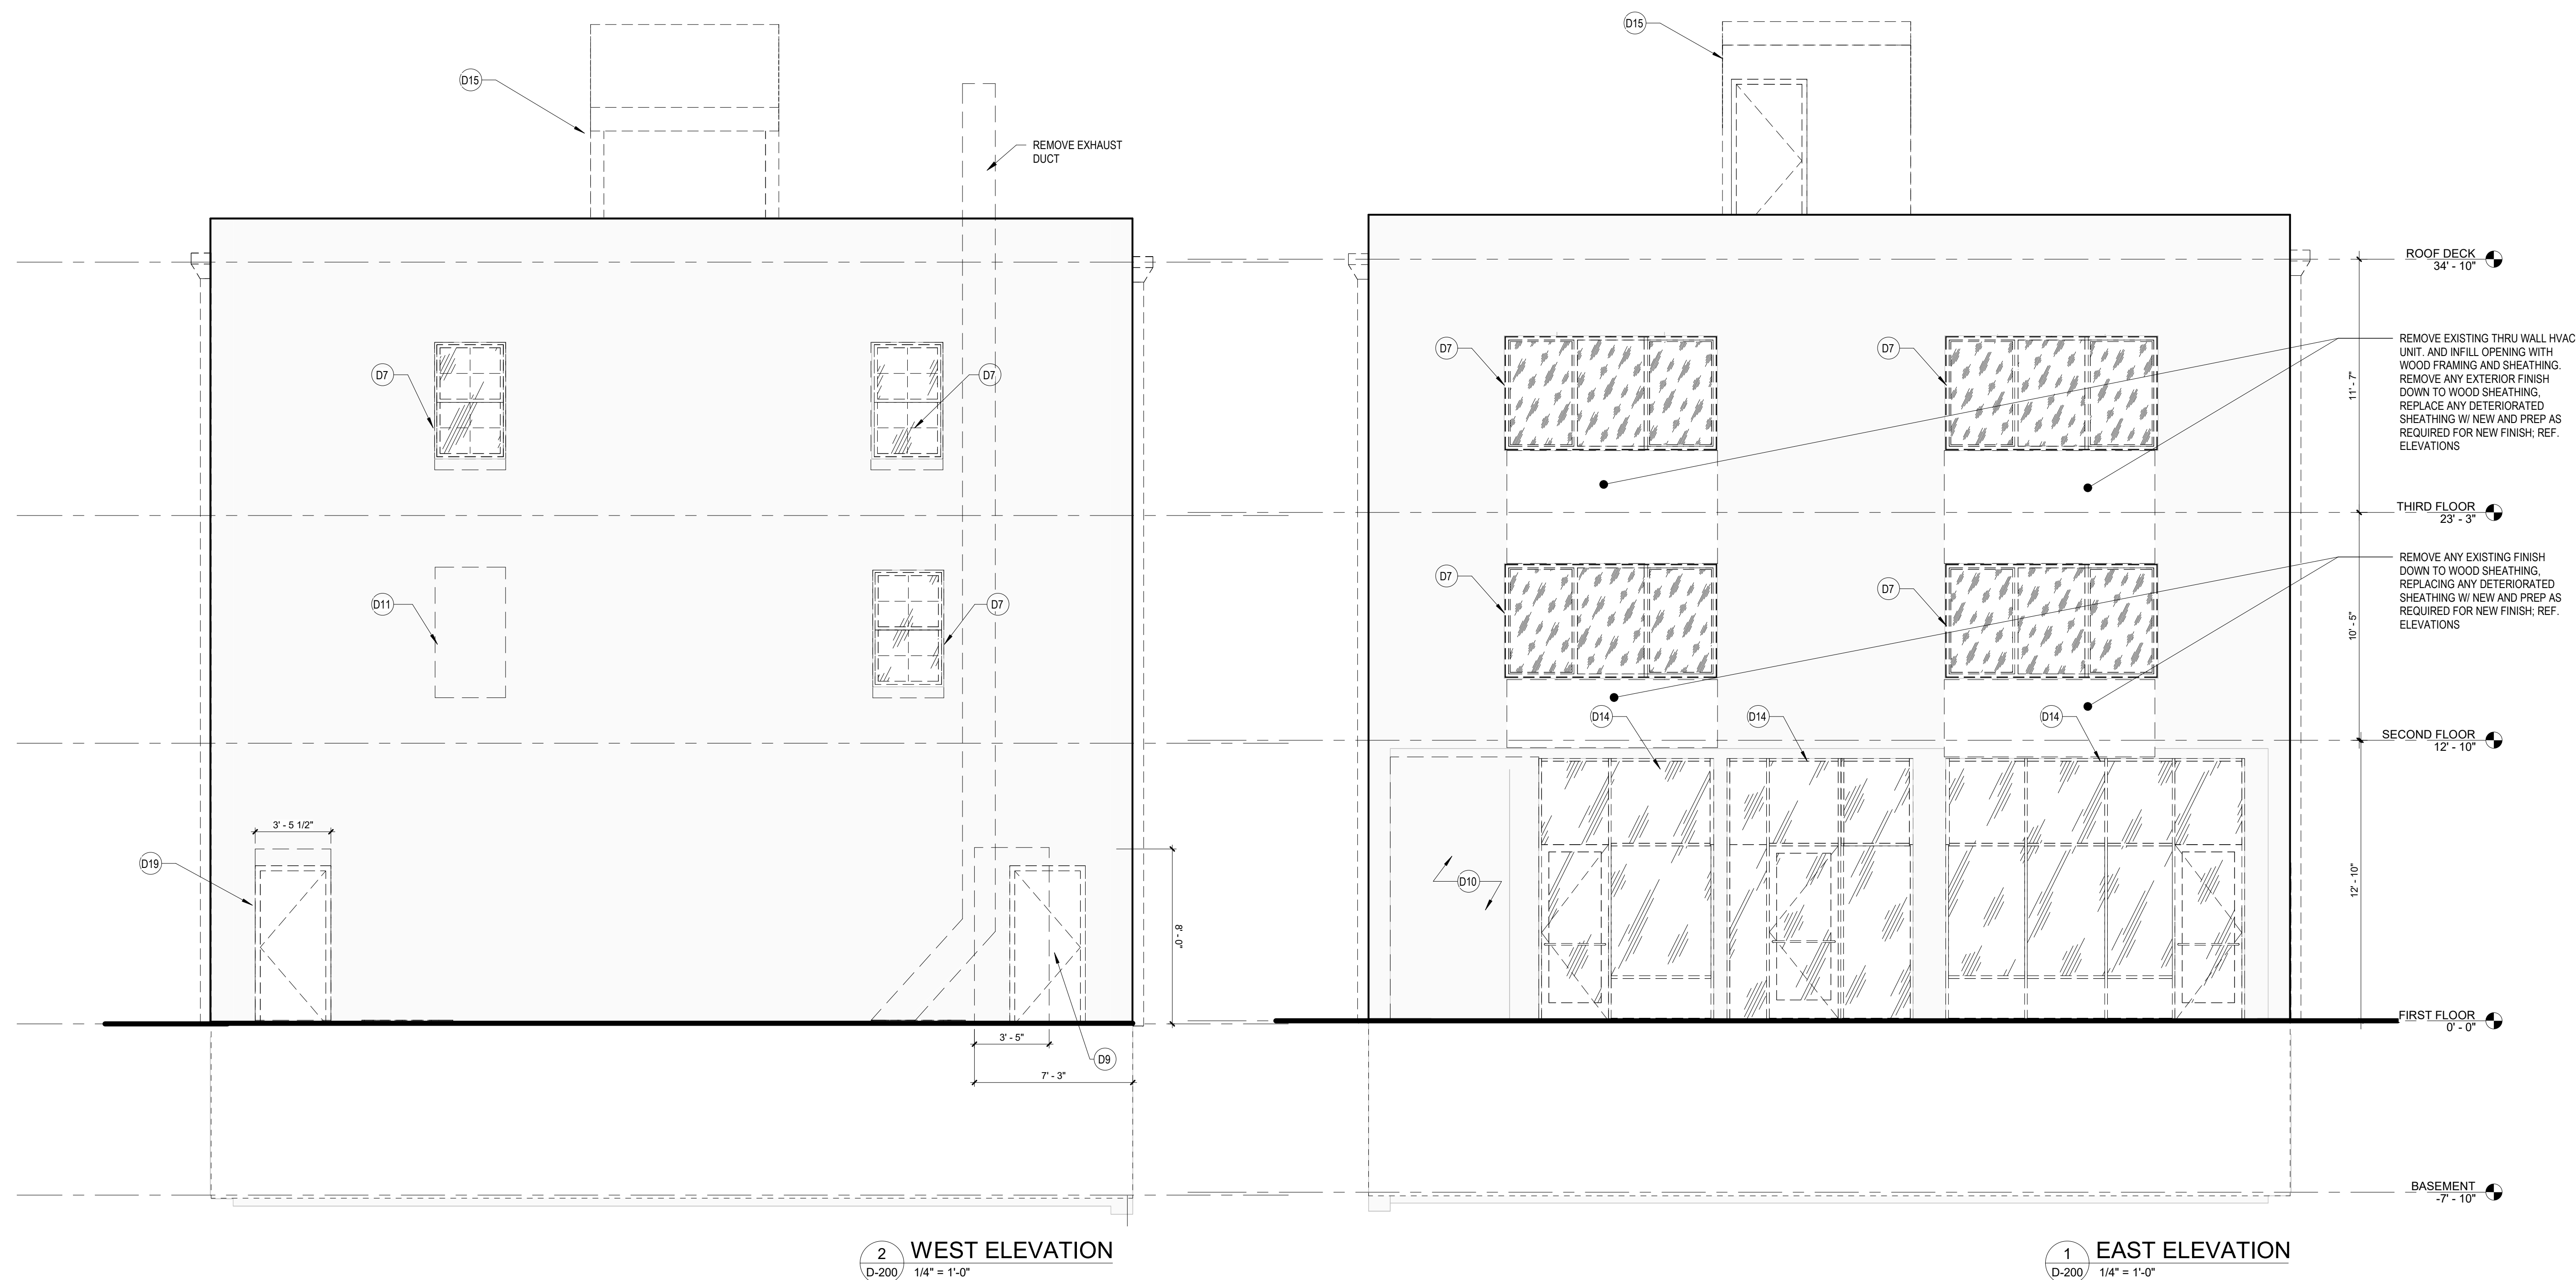 D15
REMOVE EXHAUST
DUCT
D7
D7
D11
D7
3' - 5 1/2"
D19
8' - 0"
3' - 5"
D9
7' - 3"
2
D-200
WEST ELEVATION
1/4" = 1'-0"
D15
ROOF DECK
34' - 10"
D7
D7
11' - 7"
REMOVE EXISTING THRU WALL HVAC
UNIT. AND INFILL OPENING WITH
WOOD FRAMING AND SHEATHING.
REMOVE ANY EXTERIOR FINISH
DOWN TO WOOD SHEATHING,
REPLACE ANY DETERIORATED
SHEATHING W/ NEW AND PREP AS
REQUIRED FOR NEW FINISH; REF.
ELEVATIONS
THIRD FLOOR
23' - 3"
D7
D7
10' - 5"
REMOVE ANY EXISTING FINISH
DOWN TO WOOD SHEATHING,
REPLACING ANY DETERIORATED
SHEATHING W/ NEW AND PREP AS
REQUIRED FOR NEW FINISH; REF.
ELEVATIONS
D14
D14
D14
SECOND FLOOR
12' - 10"
D10
12' - 10"
FIRST FLOOR
0' - 0"
BASEMENT
-7' - 10"
1
D-200
EAST ELEVATION
1/4" = 1'-0"